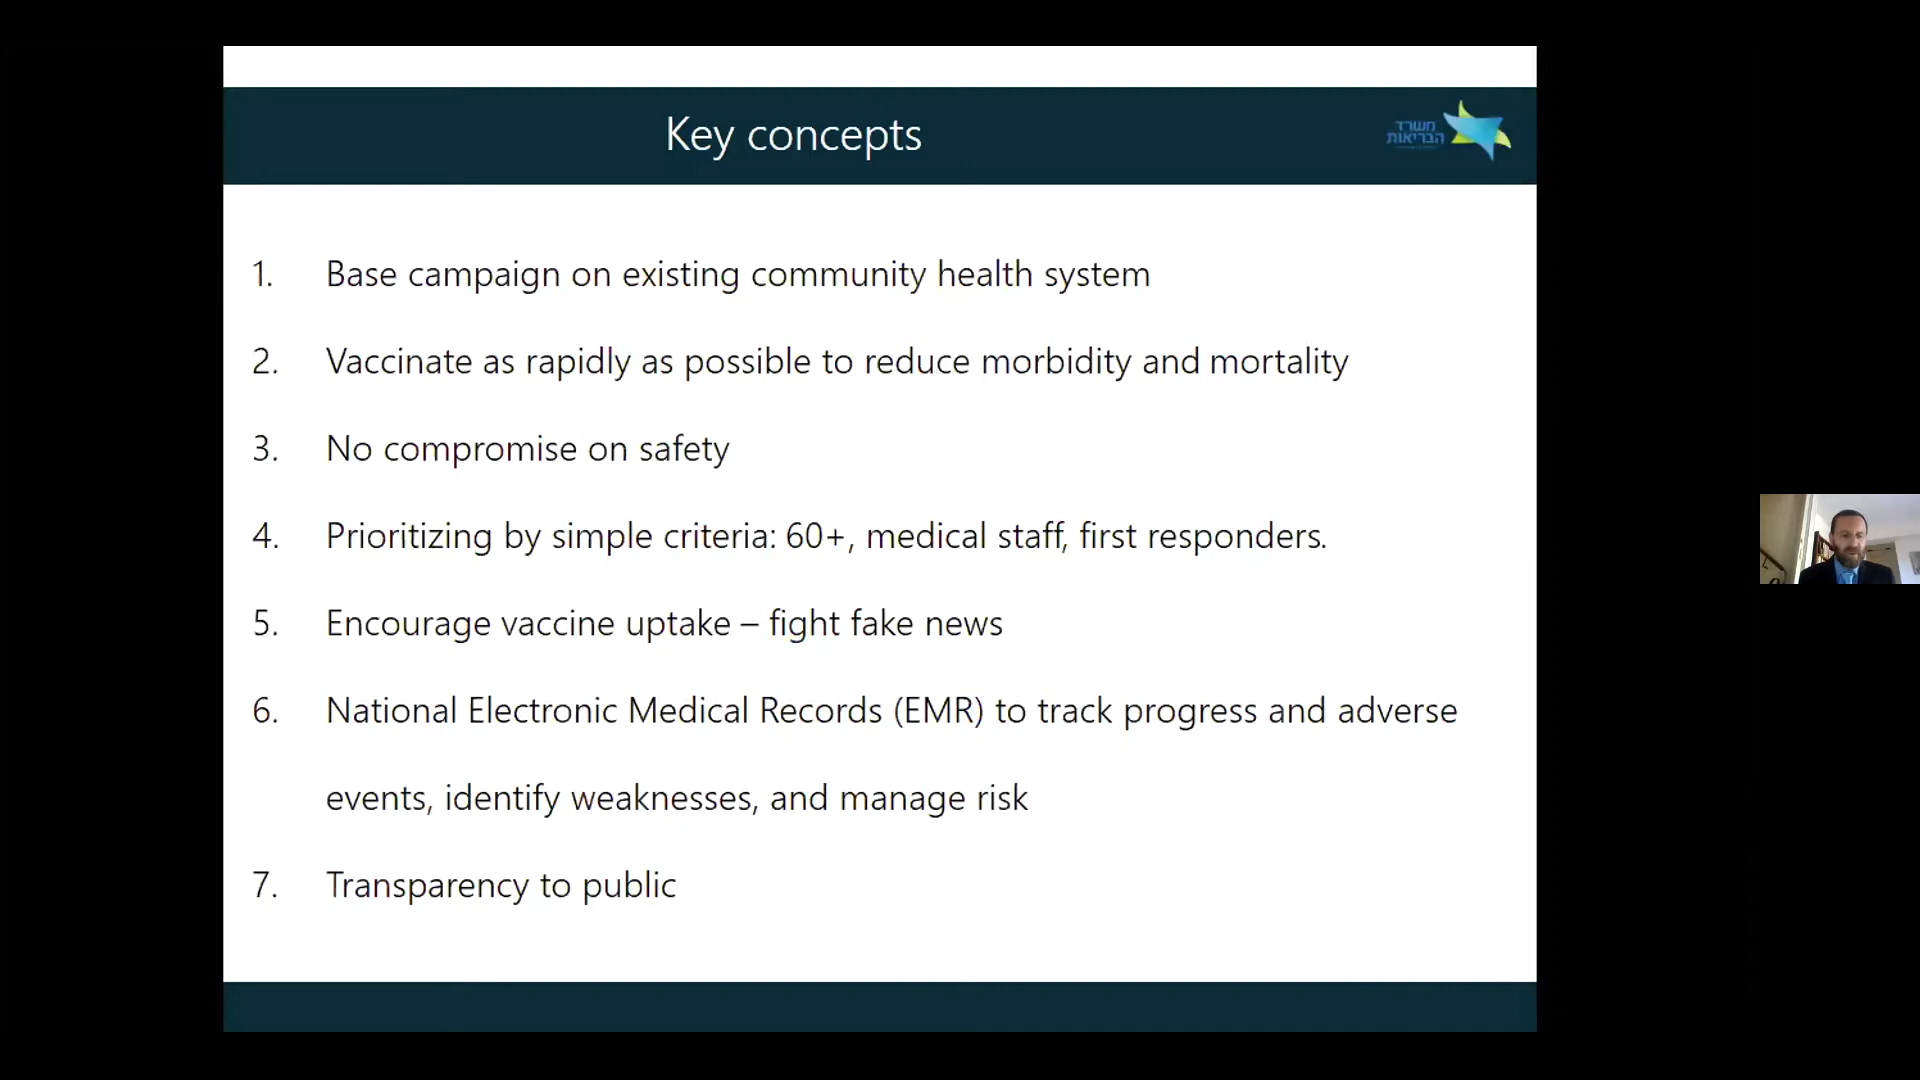 Key concepts
משרד
הבריאות
1. Base campaign on existing community health system
2. Vaccinate as rapidly as possible to reduce morbidity and mortality
3. No compromise on safety
4. Prioritizing by simple criteria: 60+, medical staff, first responders.
5. Encourage vaccine uptake – fight fake news
6. National Electronic Medical Records (EMR) to track progress and adverse
events, identify weaknesses, and manage risk
7. Transparency to public